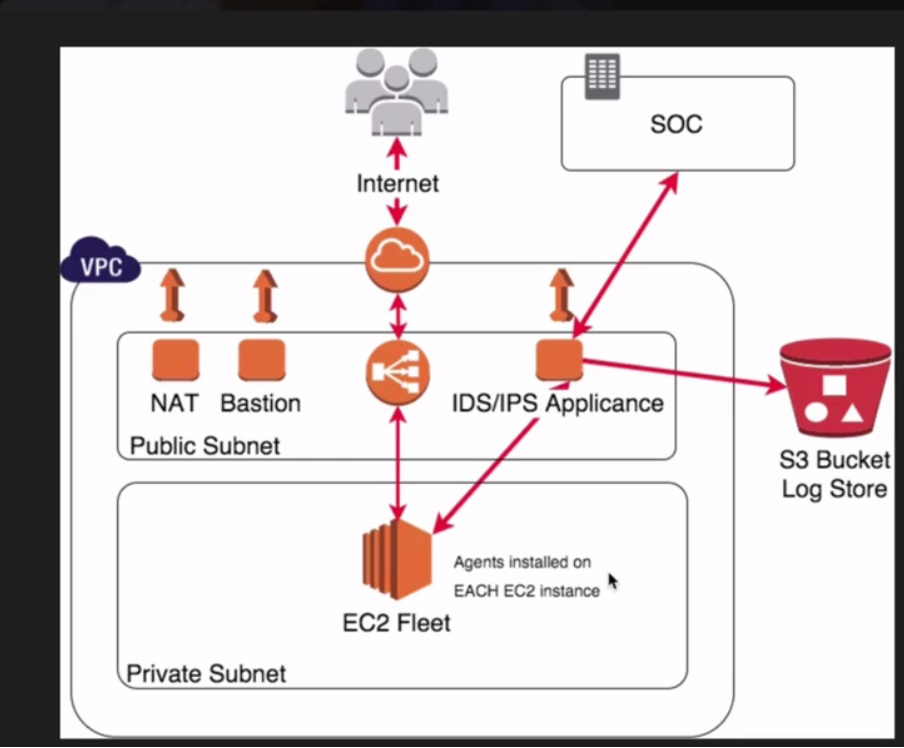 SOC
Internet
VPC
NAT
Bastion
IDS/IPS Applicance
Public Subnet
S3 Bucket
Log Store
Agents installed on
EACH EC2 instance
EC2 Fleet
Private Subnet